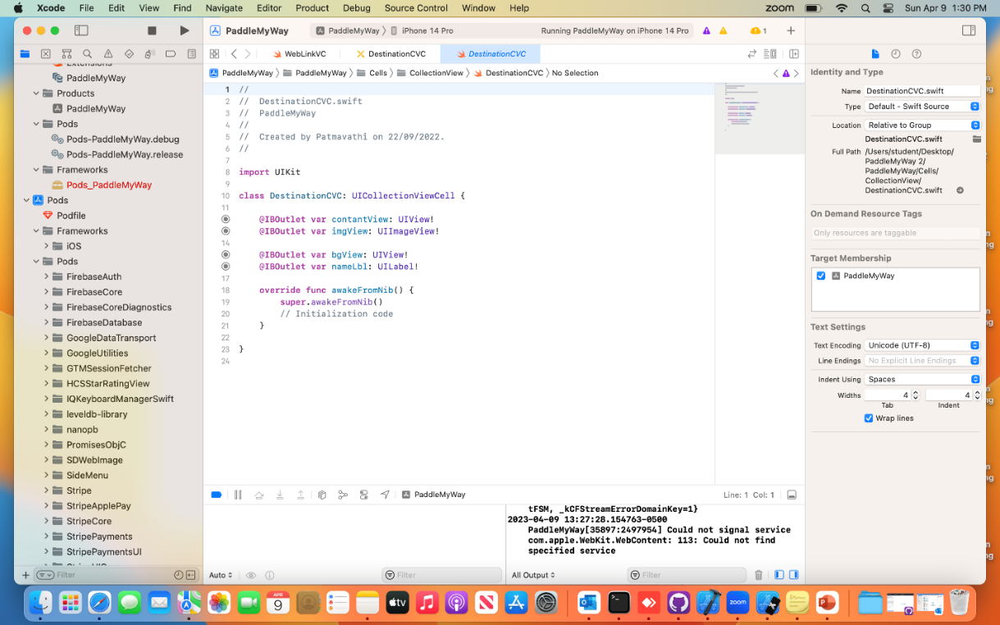 Xcode File Edit View Find Navigate Editor Product Debug Source Control Window Help zoom Sun Apr 9 1:30 PM
PaddleMyWay PaddleMyWay iPhone 14 Pro Running PaddleMyWay on iPhone 14 Pro 1
WebLinkVC DestinationCVC DestinationCVC
PaddleMyWay PaddleMyWay Cells CollectionView DestinationCVC No Selection
Extensions
PaddleMyWay
Products
PaddleMyWay
Pods
Pods-PaddleMyWay.debug
Pods-PaddleMyWay.release
Frameworks
Pods_PaddleMyWay
Pods
Podfile
Frameworks
iOS
Pods
FirebaseAuth
FirebaseCore
FirebaseCoreDiagnostics
FirebaseDatabase
GoogleDataTransport
GoogleUtilities
GTMSessionFetcher
HCSStarRatingView
IQKeyboardManagerSwift
leveldb-library
nanopb
PromisesObjC
SDWebImage
SideMenu
Stripe
StripeApplePay
StripeCore
StripePayments
StripePaymentsUI
Filter
1 //
2 // DestinationCVC.swift
3 // PaddleMyWay
4 //
5 // Created by Patmavathi on 22/09/2022.
6 //
7
8 import UIKit
9
10 class DestinationCVC: UICollectionViewCell {
11
@IBOutlet var contantView: UIView!
@IBOutlet var imgView: UIImageView!
14
@IBOutlet var bgView: UIView!
@IBOutlet var nameLbl: UILabel!
17
18 override func awakeFromNib() {
19 super.awakeFromNib()
20 // Initialization code
21 }
22
23 }
24
PaddleMyWay Line: 1 Col: 1
tFSM, _kCFStreamErrorDomainKey=1}
2023-04-09 13:27:28.154763-0500
PaddleMyWay[35897:2497954] Could not signal service
com.apple.WebKit.WebContent: 113: Could not find
specified service
Auto Filter All Output Filter
Identity and Type
Name DestinationCVC.swift
Type Default - Swift Source
Location Relative to Group
DestinationCVC.swift
Full Path /Users/student/Desktop/
PaddleMyWay 2/
PaddleMyWay/Cells/
CollectionView/
DestinationCVC.swift
On Demand Resource Tags
Only resources are taggable
Target Membership
PaddleMyWay
Text Settings
Text Encoding Unicode (UTF-8)
Line Endings No Explicit Line Endings
Indent Using Spaces
Widths 4 4
Tab Indent
Wrap lines
APR
9
tv
zoom